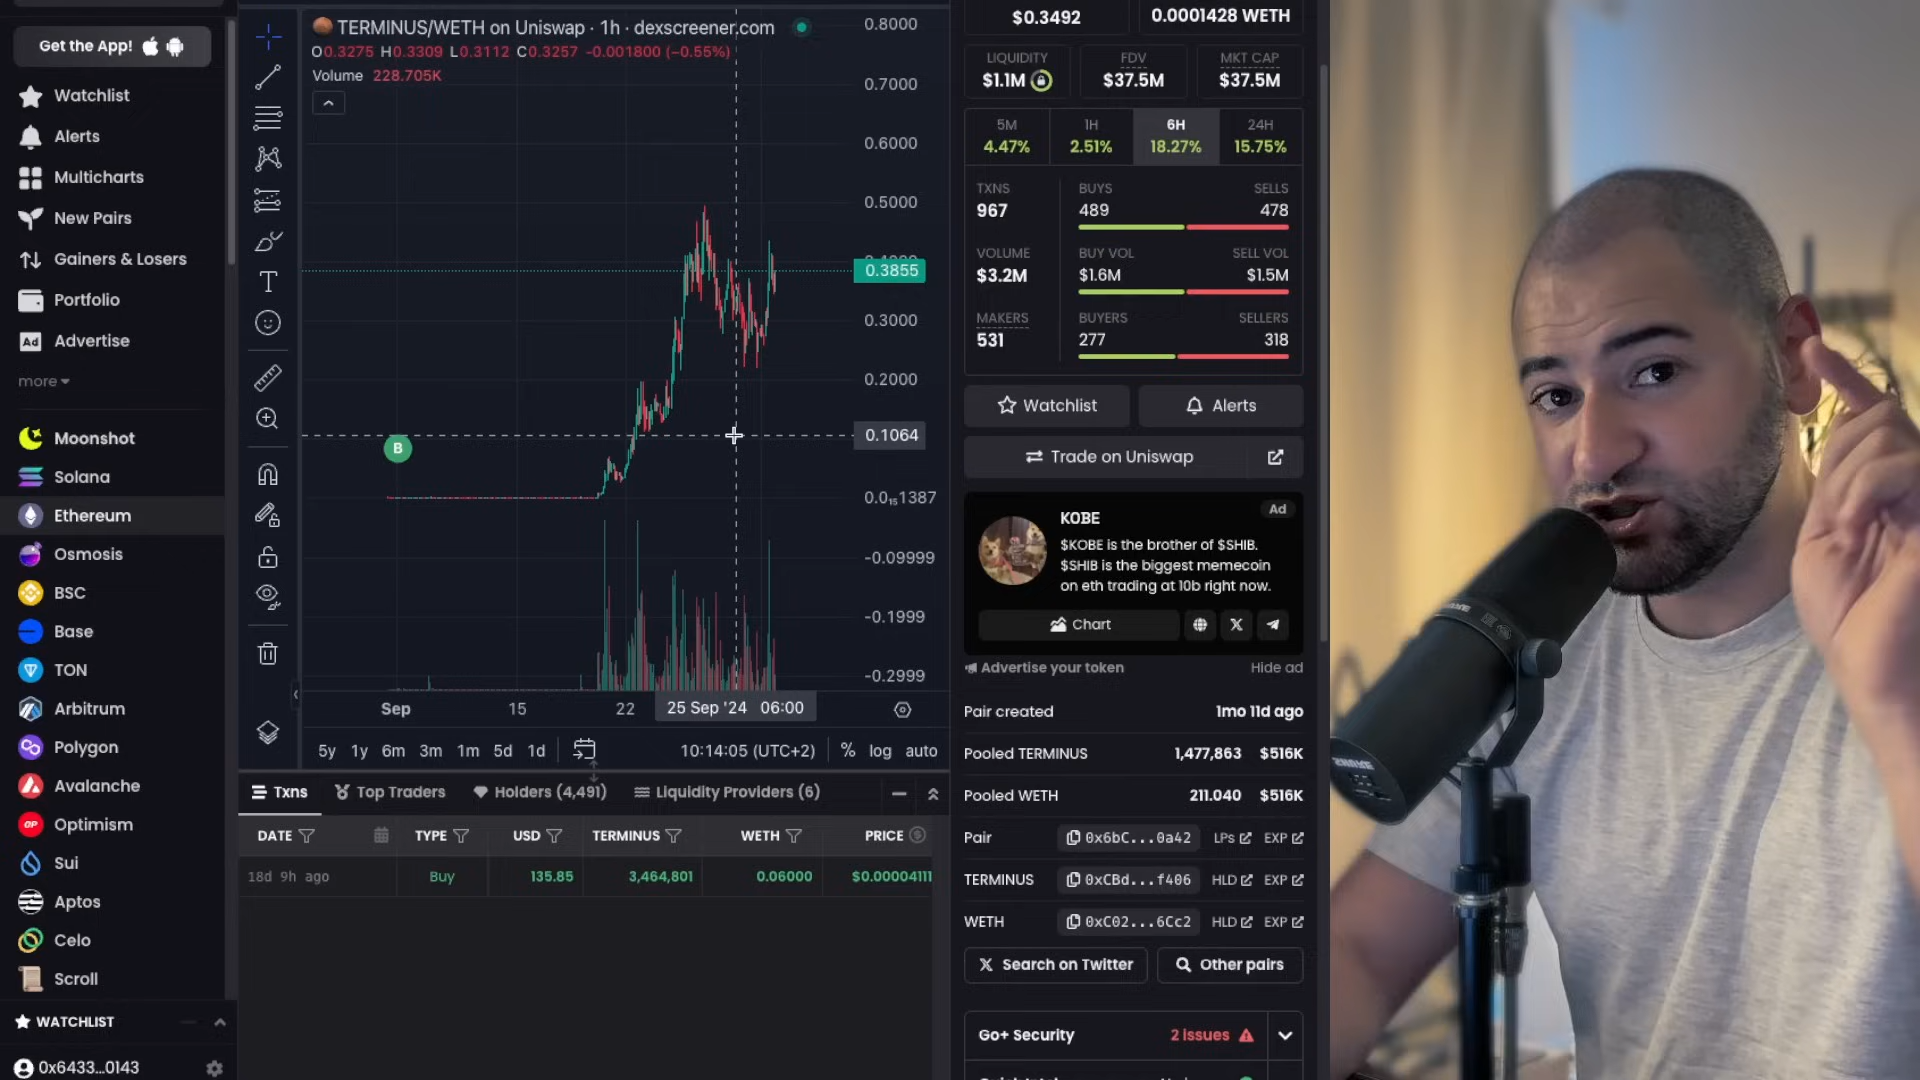 Get the App!
Watchlist
Alerts
Multicharts
New Pairs
Gainers & Losers
Portfolio
Ad Advertise
more
Moonshot
Solana
Ethereum
Osmosis
BSC
Base
TON
Arbitrum
Polygon
Avalanche
OP Optimism
Sui
Aptos
Celo
Scroll
WATCHLIST
0x6433...0143
TERMINUS/WETH on Uniswap · 1h · dexscreener.com
O0.3275 H0.3309 L0.3112 C0.3257 -0.001800 (-0.55%)
Volume 228.705K
T
B
0.8000
0.7000
0.6000
0.5000
0.3855
0.3000
0.2000
0.1064
0.0₁₅1387
-0.09999
-0.1999
-0.2999
Sep 15 22 25 Sep '24 06:00
5y 1y 6m 3m 1m 5d 1d 10:14:05 (UTC+2) % log auto
Txns Top Traders Holders (4,491) Liquidity Providers (6)
DATE TYPE USD TERMINUS WETH PRICE
18d 9h ago Buy 135.85 3,464,801 0.06000 $0.00004111
$0.3492 0.0001428 WETH
LIQUIDITY FDV MKT CAP
$1.1M $37.5M $37.5M
5M 1H 6H 24H
4.47% 2.51% 18.27% 15.75%
TXNS BUYS SELLS
967 489 478
VOLUME BUY VOL SELL VOL
$3.2M $1.6M $1.5M
MAKERS BUYERS SELLERS
531 277 318
Watchlist Alerts
Trade on Uniswap
Ad
KOBE
$KOBE is the brother of $SHIB.
$SHIB is the biggest memecoin
on eth trading at 10b right now.
Chart
Advertise your token Hide ad
Pair created 1mo 11d ago
Pooled TERMINUS 1,477,863 $516K
Pooled WETH 211.040 $516K
Pair 0x6bC...0a42 LPs EXP
TERMINUS 0xCBd...f406 HLD EXP
WETH 0xC02...6Cc2 HLD EXP
Search on Twitter Other pairs
Go+ Security 2 issues